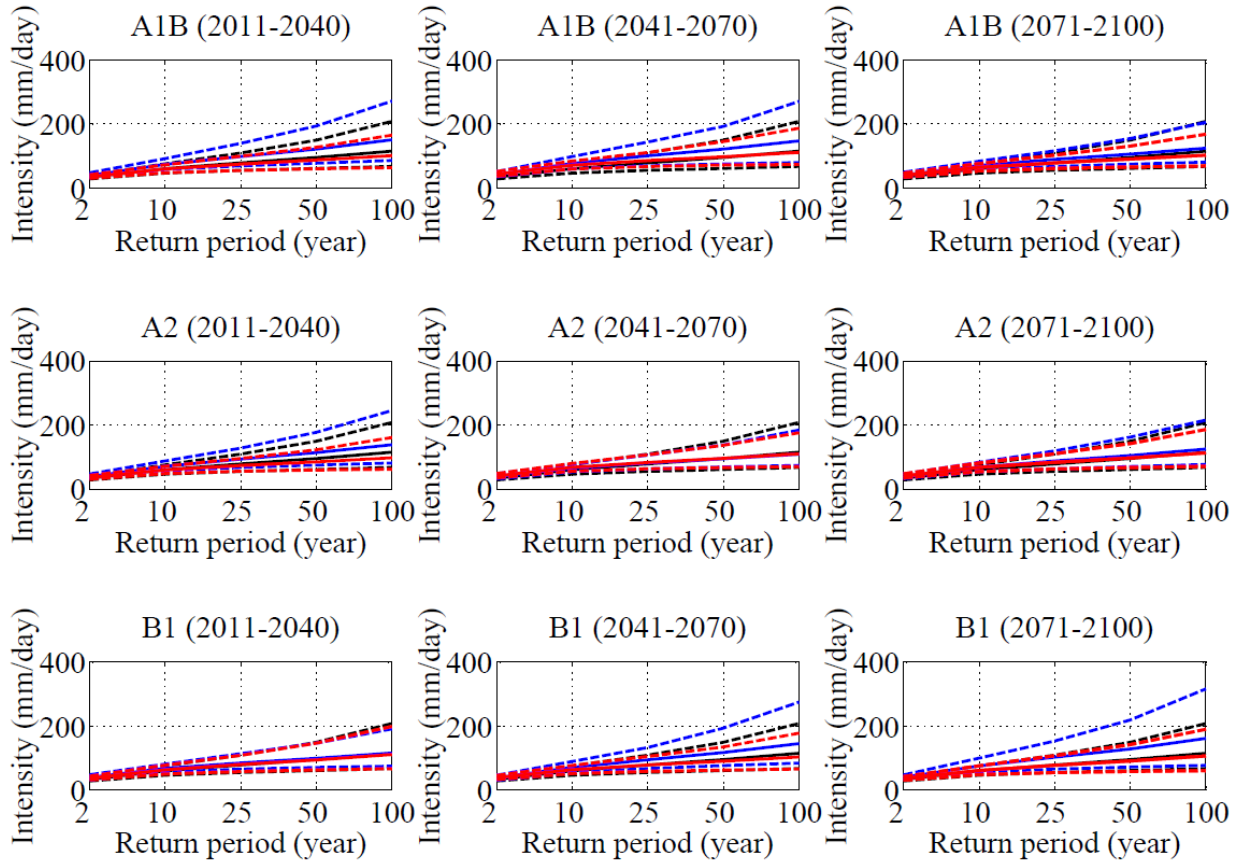 A1B (2011-2040)
A1B (2041-2070)
A1B (2071-2100)
Intensity (mm/day)
400
200
0
2 10 25 50 100
Return period (year)
Intensity (mm/day)
400
200
0
2 10 25 50 100
Return period (year)
Intensity (mm/day)
400
200
0
2 10 25 50 100
Return period (year)
A2 (2011-2040)
A2 (2041-2070)
A2 (2071-2100)
Intensity (mm/day)
400
200
0
2 10 25 50 100
Return period (year)
Intensity (mm/day)
400
200
0
2 10 25 50 100
Return period (year)
Intensity (mm/day)
400
200
0
2 10 25 50 100
Return period (year)
B1 (2011-2040)
B1 (2041-2070)
B1 (2071-2100)
Intensity (mm/day)
400
200
0
2 10 25 50 100
Return period (year)
Intensity (mm/day)
400
200
0
2 10 25 50 100
Return period (year)
Intensity (mm/day)
400
200
0
2 10 25 50 100
Return period (year)